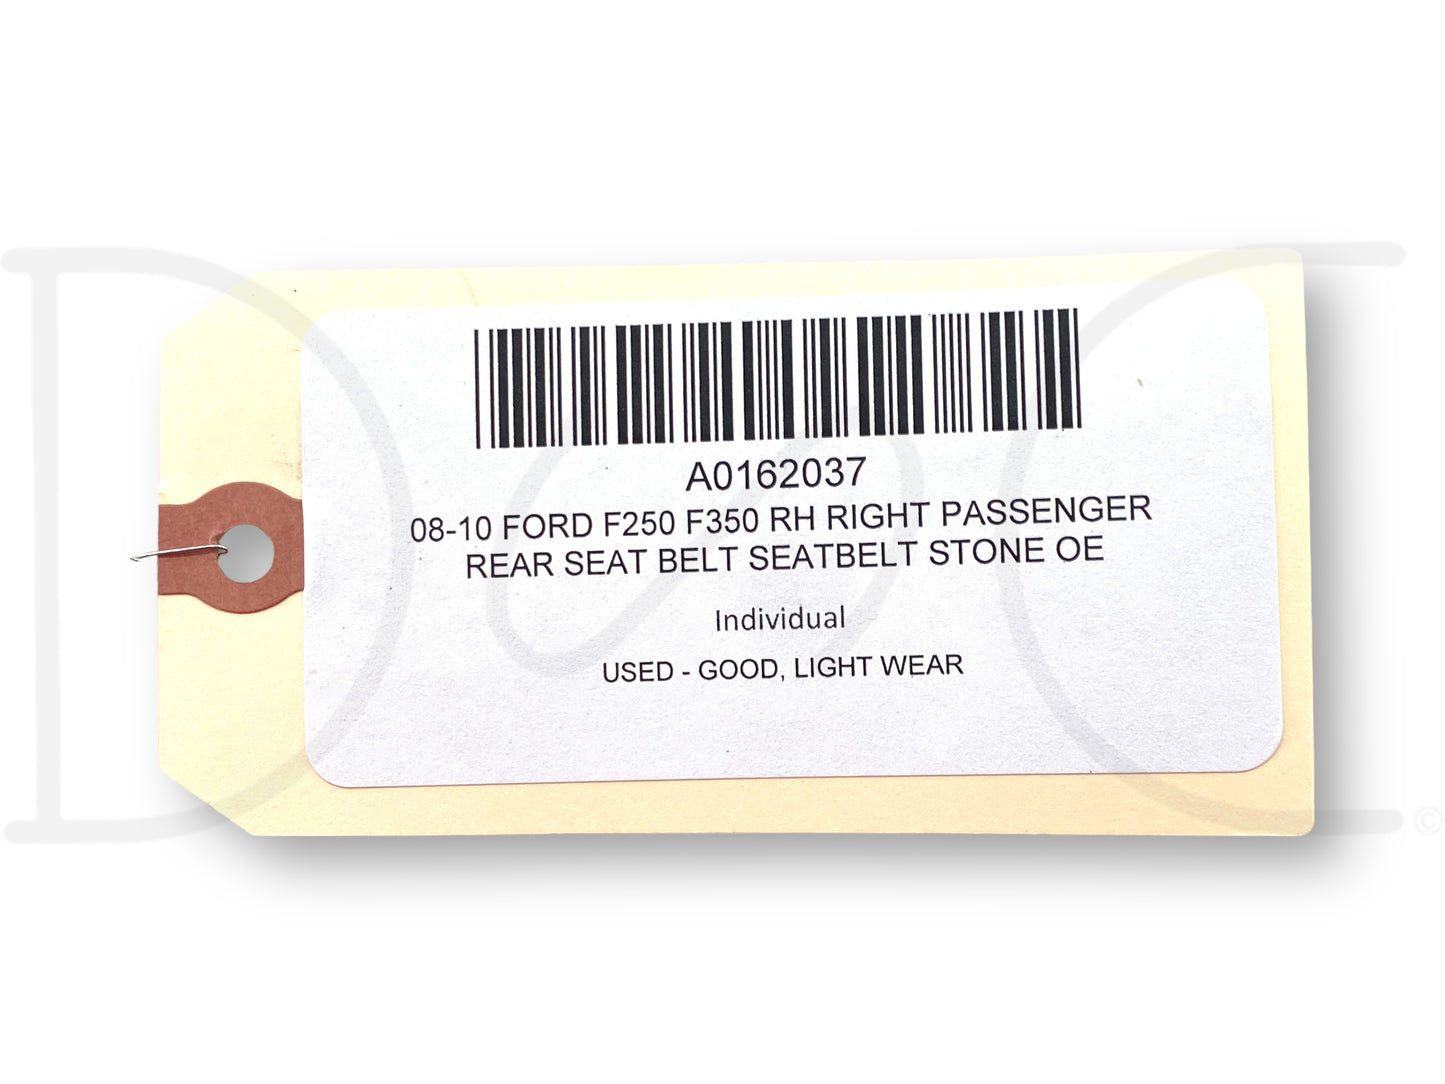 A0162037
08-10 FORD F250 F350 RH RIGHT PASSENGER
REAR SEAT BELT SEATBELT STONE OE
Individual
USED - GOOD, LIGHT WEAR
DSC ©